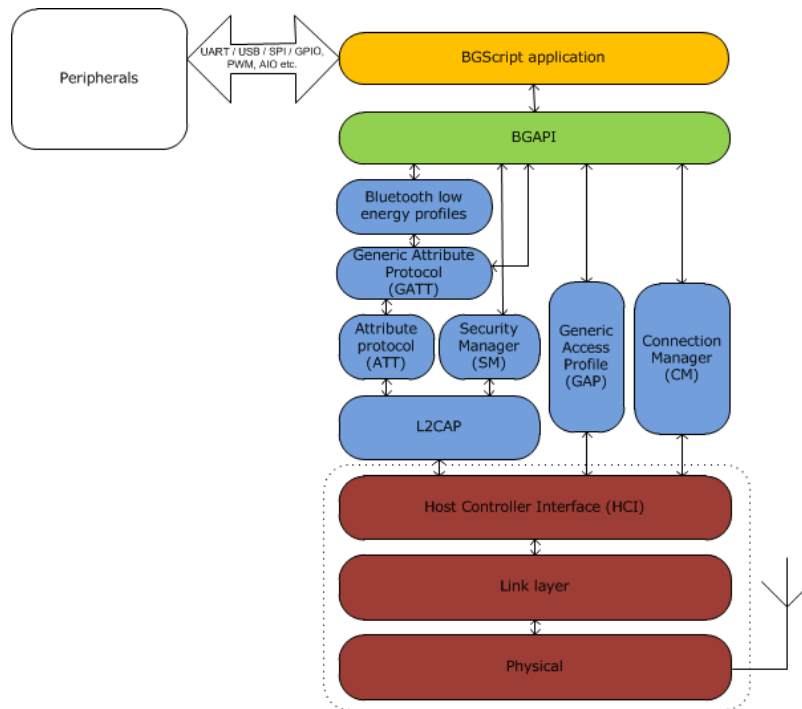 Peripherals
UART / USB / SPI / GPIO,
PWM, AIO etc.
BGScript application
BGAPI
Bluetooth low
energy profiles
Generic Attribute
Protocol
(GATT)
Attribute
protocol
(ATT)
Security
Manager
(SM)
Generic
Access
Profile
(GAP)
Connection
Manager
(CM)
L2CAP
Host Controller Interface (HCI)
Link layer
Physical